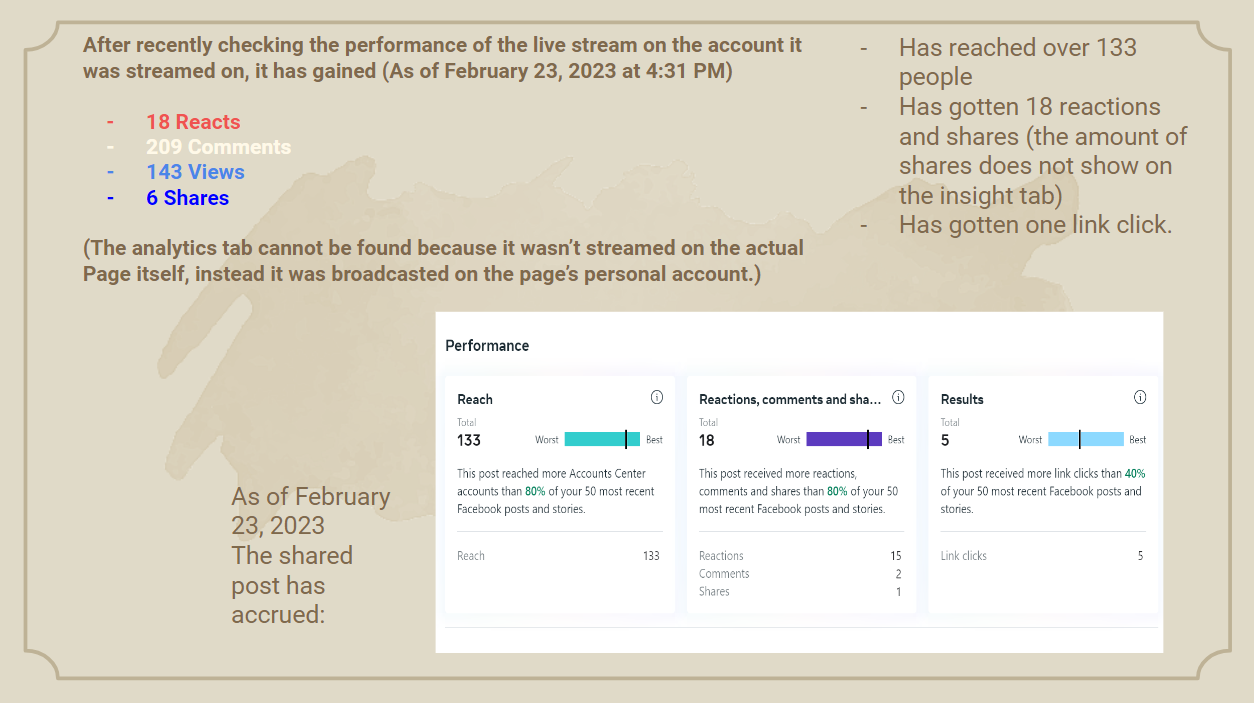 After recently checking the performance of the live stream on the account it
was streamed on, it has gained (As of February 23, 2023 at 4:31 PM)
- 18 Reacts
- 209 Comments
- 143 Views
- 6 Shares
(The analytics tab cannot be found because it wasn’t streamed on the actual
Page itself, instead it was broadcasted on the page’s personal account.)
- Has reached over 133
people
- Has gotten 18 reactions
and shares (the amount of
shares does not show on
the insight tab)
- Has gotten one link click.
As of February
23, 2023
The shared
post has
accrued:
Performance
Reach
Total
133
Worst Best
This post reached more Accounts Center
accounts than 80% of your 50 most recent
Facebook posts and stories.
Reach 133
Reactions, comments and sha...
Total
18
Worst Best
This post received more reactions,
comments and shares than 80% of your 50
most recent Facebook posts and stories.
Reactions 15
Comments 2
Shares 1
Results
Total
5
Worst Best
This post received more link clicks than 40%
of your 50 most recent Facebook posts and
stories.
Link clicks 5